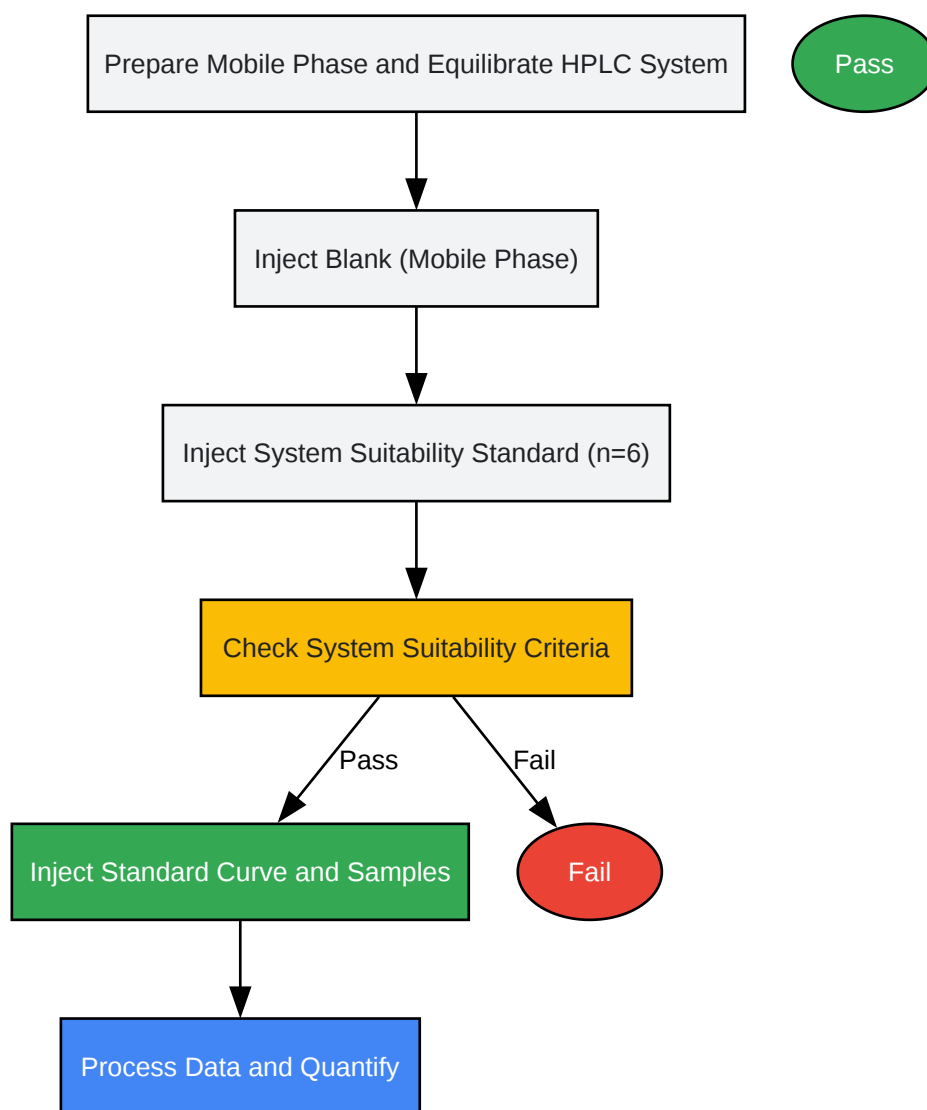 Prepare Mobile Phase and Equilibrate HPLC System
Pass
Inject Blank (Mobile Phase)
Inject System Suitability Standard (n=6)
Check System Suitability Criteria
Pass
Fail
Inject Standard Curve and Samples
Fail
Process Data and Quantify